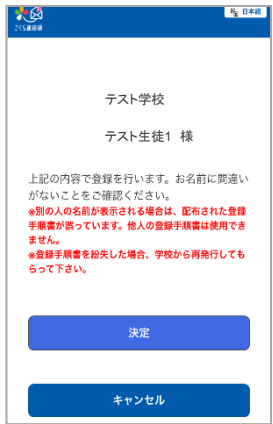 さくら連絡網
日本語
テスト学校
テスト生徒1 様
上記の内容で登録を行います。お名前に間違い
がないことをご確認ください。
※別の人の名前が表示される場合は、配布された登録
手順書が誤っています。他人の登録手順書は使用でき
ません。
※登録手順書を紛失した場合、学校から再発行しても
らって下さい。
決定
キャンセル